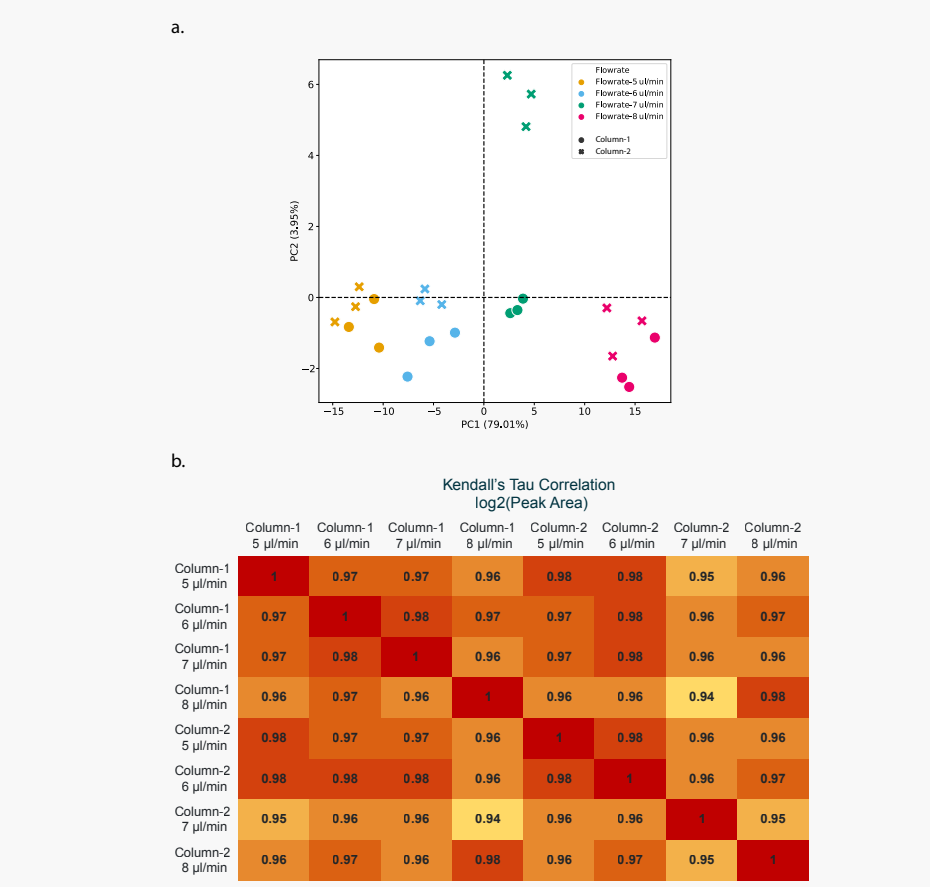 a.
6
4
2
0
−2
PC2 (3.95%)
Flowrate
Flowrate-5 ul/min
Flowrate-6 ul/min
Flowrate-7 ul/min
Flowrate-8 ul/min
Column-1
Column-2
−15 −10 −5 0 5 10 15
PC1 (79.01%)
b.
Kendall's Tau Correlation
log2(Peak Area)
Column-1 Column-1 Column-1 Column-1 Column-2 Column-2 Column-2 Column-2
5 µl/min 6 µl/min 7 µl/min 8 µl/min 5 µl/min 6 µl/min 7 µl/min 8 µl/min
Column-1
5 µl/min
1 0.97 0.97 0.96 0.98 0.98 0.95 0.96
Column-1
6 µl/min
0.97 1 0.98 0.97 0.97 0.98 0.96 0.97
Column-1
7 µl/min
0.97 0.98 1 0.96 0.97 0.98 0.96 0.96
Column-1
8 µl/min
0.96 0.97 0.96 1 0.96 0.96 0.94 0.98
Column-2
5 µl/min
0.98 0.97 0.97 0.96 1 0.98 0.96 0.96
Column-2
6 µl/min
0.98 0.98 0.98 0.96 0.98 1 0.96 0.97
Column-2
7 µl/min
0.95 0.96 0.96 0.94 0.96 0.96 1 0.95
Column-2
8 µl/min
0.96 0.97 0.96 0.98 0.96 0.97 0.95 1